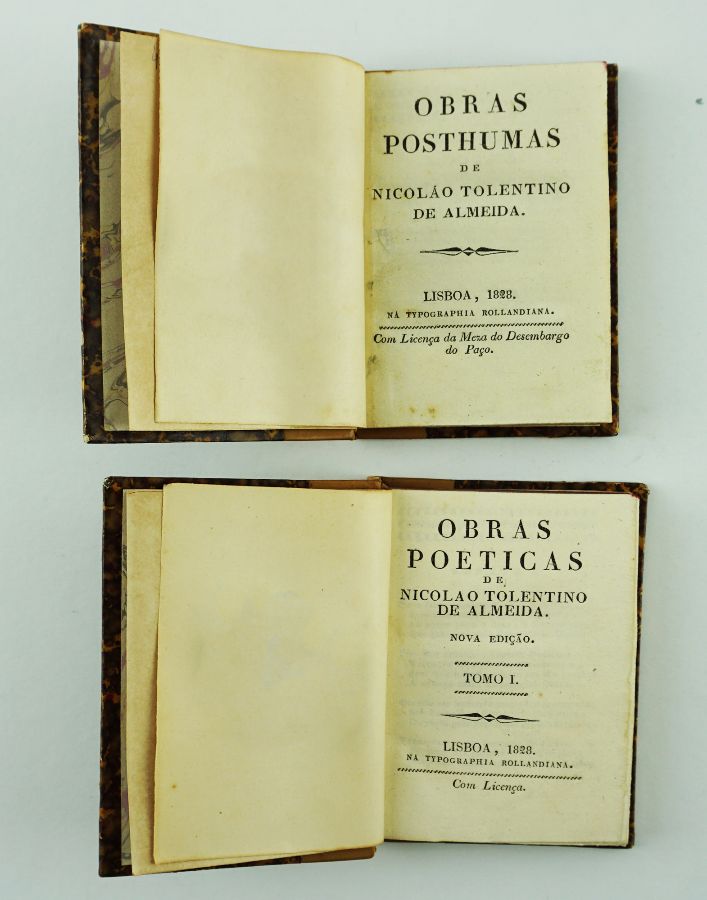 OBRAS
POSTHUMAS
DE
NICOLÁO TOLENTINO
DE ALMEIDA.
LISBOA, 1828.
NA TYPOGRAPHIA ROLLANDIANA.
Com Licença da Meza do Desembargo
do Paço.
OBRAS
POETICAS
DE
NICOLAO TOLENTINO
DE ALMEIDA.
NOVA EDIÇÃO.
TOMO I.
LISBOA, 1828.
NA TYPOGRAPHIA ROLLANDIANA.
Com Licença.